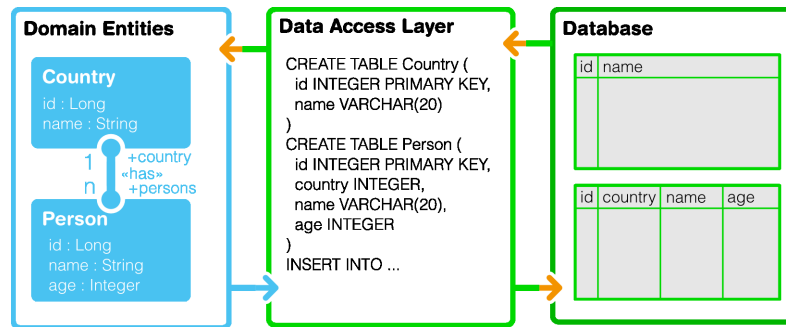 Domain Entities
Country
id : Long
name : String
1
+country
«has»
n
+persons
Person
id : Long
name : String
age : Integer
Data Access Layer
CREATE TABLE Country (
id INTEGER PRIMARY KEY,
name VARCHAR(20)
)
CREATE TABLE Person (
id INTEGER PRIMARY KEY,
country INTEGER,
name VARCHAR(20),
age INTEGER
)
INSERT INTO ...
Database
id name
id country name age